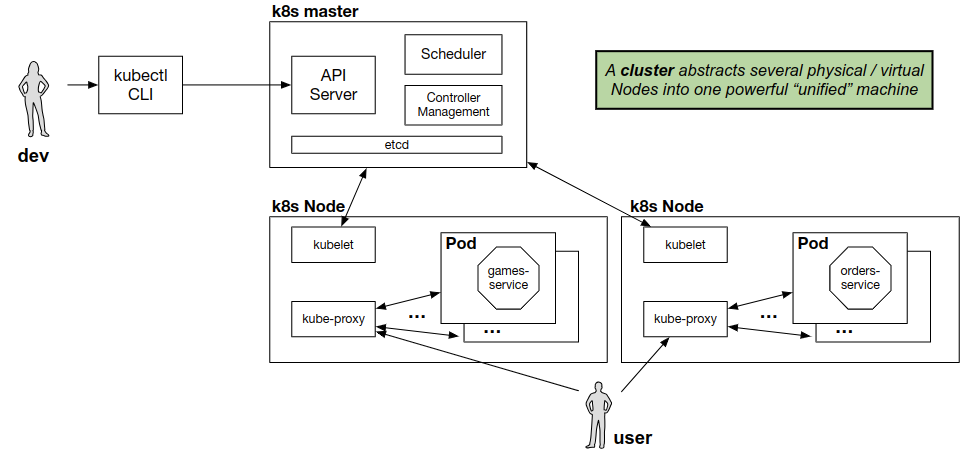 k8s master
kubectl
CLI
API
Server
Scheduler
Controller
Management
etcd
A cluster abstracts several physical / virtual
Nodes into one powerful “unified” machine
dev
k8s Node
kubelet
Pod
games-
service
kube-proxy
...
...
k8s Node
kubelet
Pod
orders-
service
kube-proxy
...
...
user